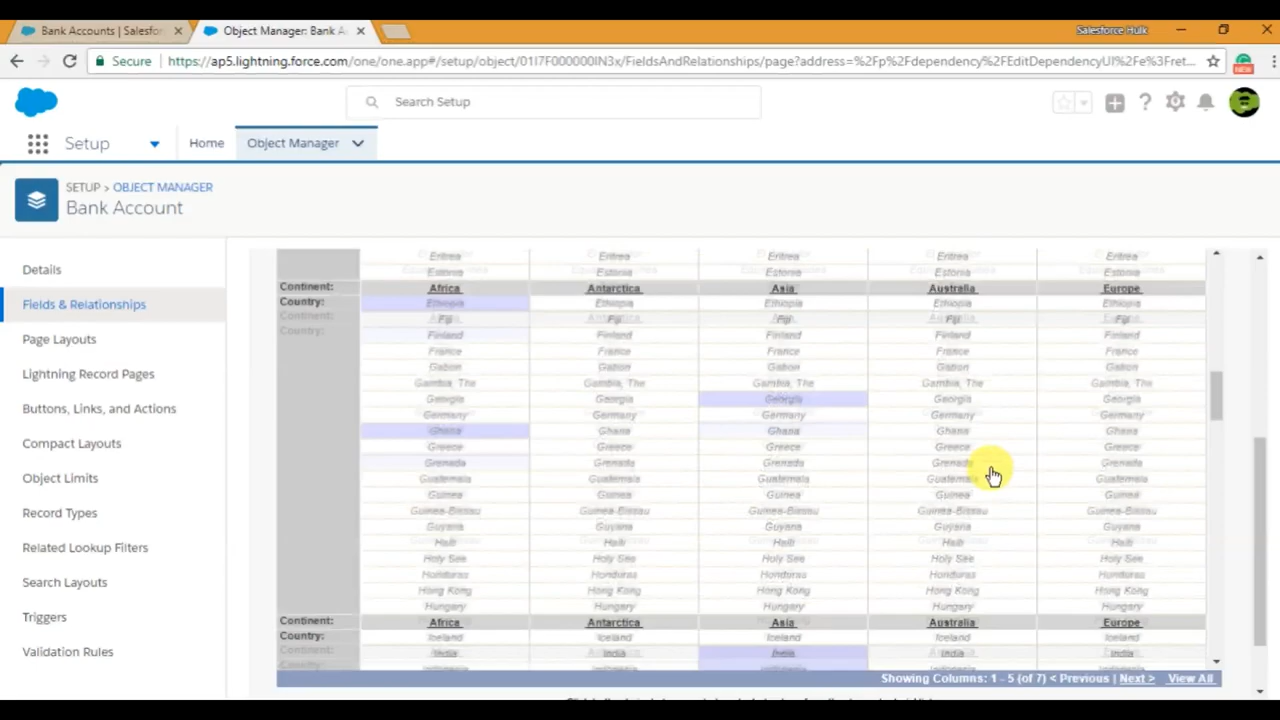 Bank Accounts | Salesfor
Object Manager: Bank A
Salesforce Hulk
Secure
https://ap5.lightning.force.com/one/one.app#/setup/object/01I7F000000IN3x/FieldsAndRelationships/page?address=%2Fp%2Fdependency%2FEditDependencyUI%2Fe%3Fret...
NEW
Search Setup
Setup
Home
Object Manager
SETUP > OBJECT MANAGER
Bank Account
Details
Fields & Relationships
Page Layouts
Lightning Record Pages
Buttons, Links, and Actions
Compact Layouts
Object Limits
Record Types
Related Lookup Filters
Search Layouts
Triggers
Validation Rules
Eritrea Eritrea Eritrea Eritrea Eritrea
Estonia Estonia Estonia Estonia Estonia
Continent: Africa Antarctica Asia Australia Europe
Country: Ethiopia Ethiopia Ethiopia Ethiopia Ethiopia
Continent: Fiji Fiji Fiji Fiji Fiji
Country: Finland Finland Finland Finland Finland
France France France France France
Gabon Gabon Gabon Gabon Gabon
Gambia, The Gambia, The Gambia, The Gambia, The Gambia, The
Georgia Georgia Georgia Georgia Georgia
Germany Germany Germany Germany Germany
Ghana Ghana Ghana Ghana Ghana
Greece Greece Greece Greece Greece
Grenada Grenada Grenada Grenada Grenada
Guatemala Guatemala Guatemala Guatemala Guatemala
Guinea Guinea Guinea Guinea Guinea
Guinea-Bissau Guinea-Bissau Guinea-Bissau Guinea-Bissau Guinea-Bissau
Guyana Guyana Guyana Guyana Guyana
Haiti Haiti Haiti Haiti Haiti
Holy See Holy See Holy See Holy See Holy See
Honduras Honduras Honduras Honduras Honduras
Hong Kong Hong Kong Hong Kong Hong Kong Hong Kong
Hungary Hungary Hungary Hungary Hungary
Continent: Africa Antarctica Asia Australia Europe
Country: Iceland Iceland Iceland Iceland Iceland
Continent: India India India India India
Country: Indonesia Indonesia Indonesia Indonesia Indonesia
Showing Columns: 1 - 5 (of 7) < Previous | Next > View All